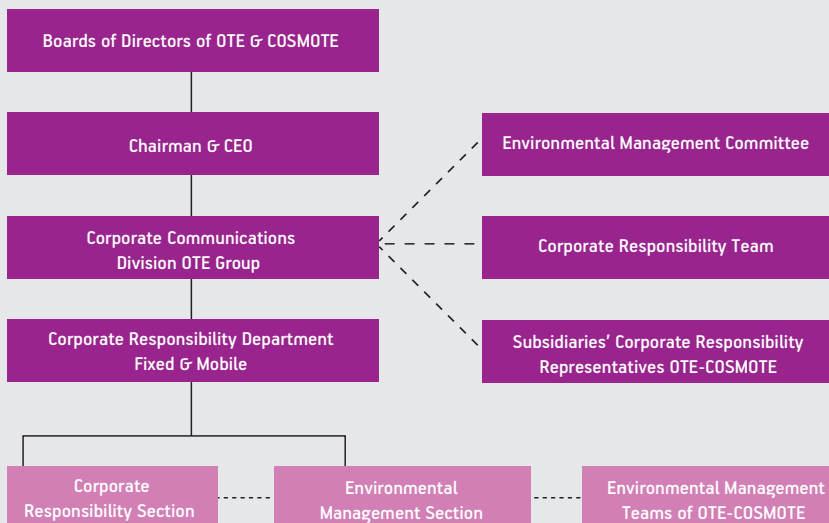 Boards of Directors of OTE & COSMOTE
Chairman & CEO
Environmental Management Committee
Corporate Communications
Division OTE Group
Corporate Responsibility Team
Corporate Responsibility Department
Fixed & Mobile
Subsidiaries' Corporate Responsibility
Representatives OTE-COSMOTE
Corporate
Responsibility Section
Environmental
Management Section
Environmental Management
Teams of OTE-COSMOTE